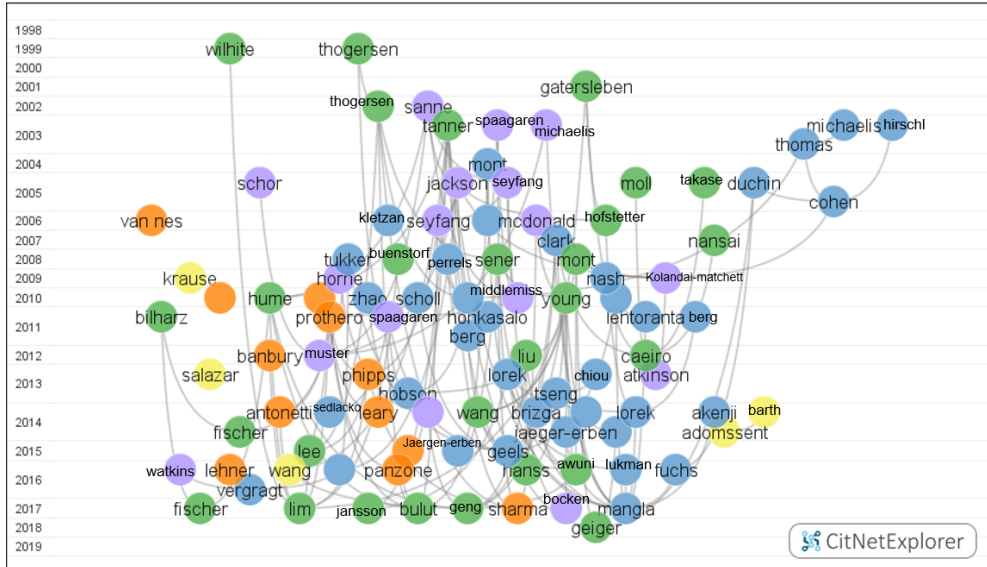 1998
1999
2000
2001
2002
2003
2004
2005
2006
2007
2008
2009
2010
2011
2012
2013
2014
2015
2016
2017
2018
2019
wilhite
thogersen
gatersleben
thogersen
sanne
tanner
spaagaren
michaelis
michaelis
hirschl
thomas
mont
schor
jackson
seyfang
moll
takase
duchin
cohen
van nes
kletzan
seyfang
mcdonald
hofstetter
clark
nansai
tukker
buenstorf
perrels
sener
mont
krause
horne
nash
Kolandai-matchett
hume
zhao
scholl
middlemiss
young
bilharz
prothero
spaagaren
honkasalo
lentoranta
berg
berg
banbury
muster
liu
caeiro
salazar
phipps
lorek
chiou
atkinson
hobson
tseng
antonetti
sedlacko
leary
wang
brizga
lorek
akenji
barth
fischer
jaeger-erben
adomssent
lee
Jaergen-erben
geels
watkins
lehner
wang
panzone
nanss
awuni
lukman
fuchs
vergragt
fischer
lim
jansson
bulut
geng
sharma
bocken
mangla
geiger
CitNetExplorer